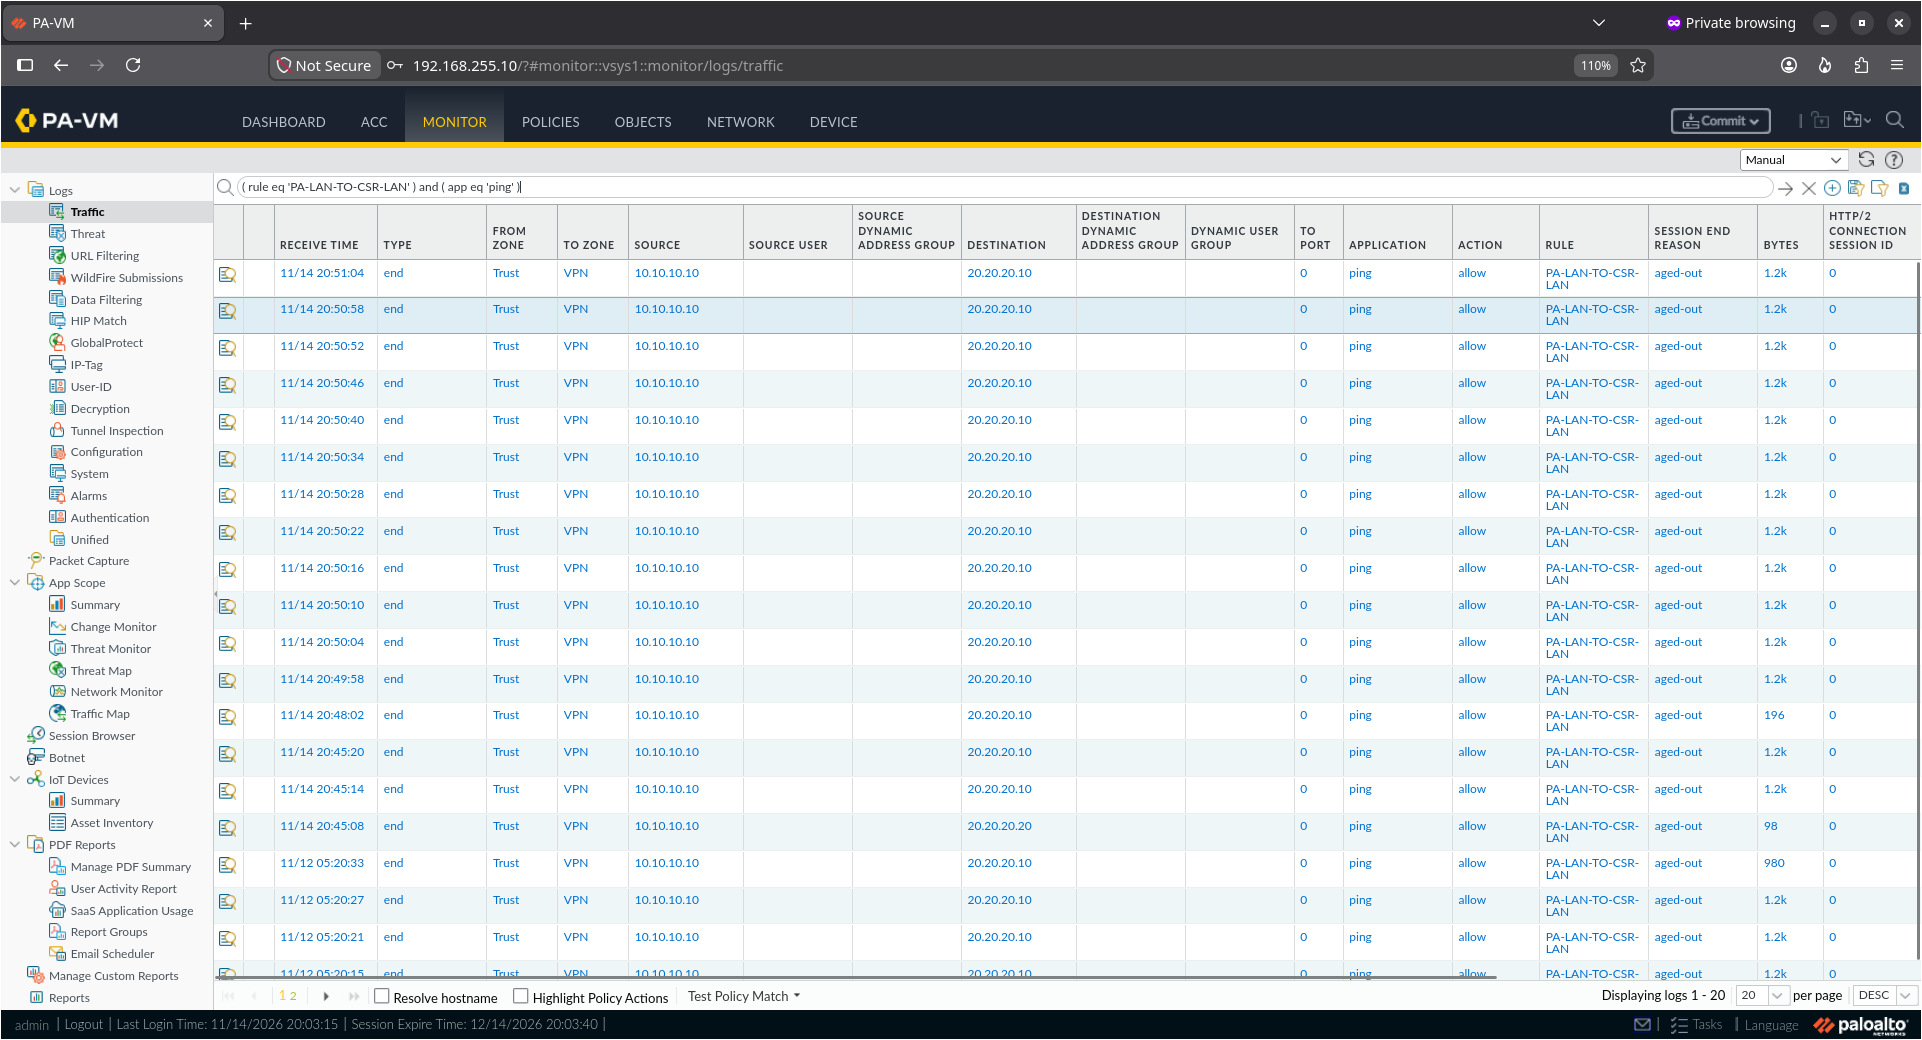 PA-VM
Private browsing
Not Secure 192.168.255.10/?#monitor::vsys1::monitor/logs/traffic 110%
PA-VM DASHBOARD ACC MONITOR POLICIES OBJECTS NETWORK DEVICE Commit
Manual
( rule eq 'PA-LAN-TO-CSR-LAN' ) and ( app eq 'ping' )
Logs
Traffic
Threat
URL Filtering
WildFire Submissions
Data Filtering
HIP Match
GlobalProtect
IP-Tag
User-ID
Decryption
Tunnel Inspection
Configuration
System
Alarms
Authentication
Unified
Packet Capture
App Scope
Summary
Change Monitor
Threat Monitor
Threat Map
Network Monitor
Traffic Map
Session Browser
Botnet
IoT Devices
Summary
Asset Inventory
PDF Reports
Manage PDF Summary
User Activity Report
SaaS Application Usage
Report Groups
Email Scheduler
Manage Custom Reports
Reports
RECEIVE TIME TYPE FROM ZONE TO ZONE SOURCE SOURCE USER SOURCE DYNAMIC ADDRESS GROUP DESTINATION DESTINATION DYNAMIC ADDRESS GROUP DYNAMIC USER GROUP TO PORT APPLICATION ACTION RULE SESSION END REASON BYTES HTTP/2 CONNECTION SESSION ID
11/14 20:51:04 end Trust VPN 10.10.10.10 20.20.20.10 0 ping allow PA-LAN-TO-CSR-LAN aged-out 1.2k 0
11/14 20:50:58 end Trust VPN 10.10.10.10 20.20.20.10 0 ping allow PA-LAN-TO-CSR-LAN aged-out 1.2k 0
11/14 20:50:52 end Trust VPN 10.10.10.10 20.20.20.10 0 ping allow PA-LAN-TO-CSR-LAN aged-out 1.2k 0
11/14 20:50:46 end Trust VPN 10.10.10.10 20.20.20.10 0 ping allow PA-LAN-TO-CSR-LAN aged-out 1.2k 0
11/14 20:50:40 end Trust VPN 10.10.10.10 20.20.20.10 0 ping allow PA-LAN-TO-CSR-LAN aged-out 1.2k 0
11/14 20:50:34 end Trust VPN 10.10.10.10 20.20.20.10 0 ping allow PA-LAN-TO-CSR-LAN aged-out 1.2k 0
11/14 20:50:28 end Trust VPN 10.10.10.10 20.20.20.10 0 ping allow PA-LAN-TO-CSR-LAN aged-out 1.2k 0
11/14 20:50:22 end Trust VPN 10.10.10.10 20.20.20.10 0 ping allow PA-LAN-TO-CSR-LAN aged-out 1.2k 0
11/14 20:50:16 end Trust VPN 10.10.10.10 20.20.20.10 0 ping allow PA-LAN-TO-CSR-LAN aged-out 1.2k 0
11/14 20:50:10 end Trust VPN 10.10.10.10 20.20.20.10 0 ping allow PA-LAN-TO-CSR-LAN aged-out 1.2k 0
11/14 20:50:04 end Trust VPN 10.10.10.10 20.20.20.10 0 ping allow PA-LAN-TO-CSR-LAN aged-out 1.2k 0
11/14 20:49:58 end Trust VPN 10.10.10.10 20.20.20.10 0 ping allow PA-LAN-TO-CSR-LAN aged-out 1.2k 0
11/14 20:48:02 end Trust VPN 10.10.10.10 20.20.20.10 0 ping allow PA-LAN-TO-CSR-LAN aged-out 196 0
11/14 20:45:20 end Trust VPN 10.10.10.10 20.20.20.10 0 ping allow PA-LAN-TO-CSR-LAN aged-out 1.2k 0
11/14 20:45:14 end Trust VPN 10.10.10.10 20.20.20.10 0 ping allow PA-LAN-TO-CSR-LAN aged-out 1.2k 0
11/14 20:45:08 end Trust VPN 10.10.10.10 20.20.20.20 0 ping allow PA-LAN-TO-CSR-LAN aged-out 98 0
11/12 05:20:33 end Trust VPN 10.10.10.10 20.20.20.10 0 ping allow PA-LAN-TO-CSR-LAN aged-out 980 0
11/12 05:20:27 end Trust VPN 10.10.10.10 20.20.20.10 0 ping allow PA-LAN-TO-CSR-LAN aged-out 1.2k 0
11/12 05:20:21 end Trust VPN 10.10.10.10 20.20.20.10 0 ping allow PA-LAN-TO-CSR-LAN aged-out 1.2k 0
11/12 05:20:15 end Trust VPN 10.10.10.10 20.20.20.10 0 ping allow PA-LAN-TO-CSR- aged-out 1.2k 0
1 2 Resolve hostname Highlight Policy Actions Test Policy Match Displaying logs 1 - 20 20 per page DESC
admin | Logout | Last Login Time: 11/14/2026 20:03:15 | Session Expire Time: 12/14/2026 20:03:40 | Tasks | Language paloalto NETWORKS